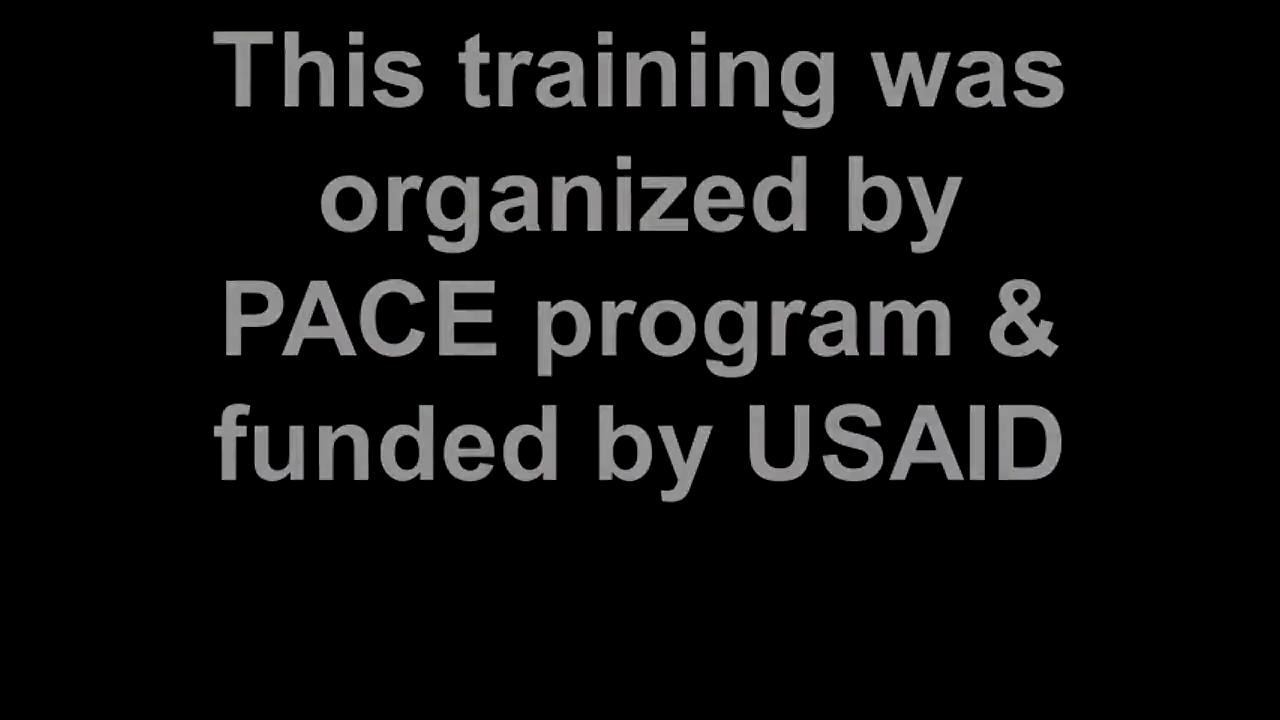 This training was
organized by
PACE program &
funded by USAID